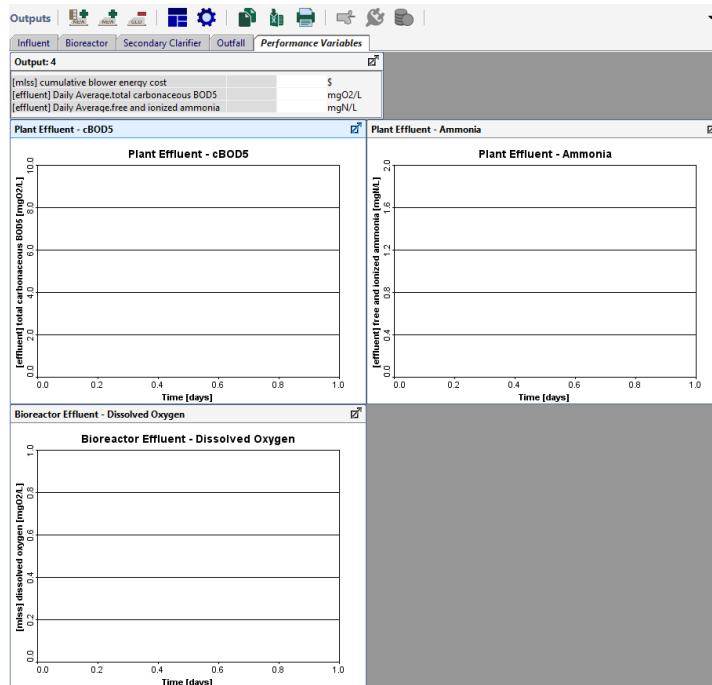 Outputs
NEW NEW GLO
Influent Bioreactor Secondary Clarifier Outfall Performance Variables
Output: 4
[mlss] cumulative blower energy cost $
[effluent] Daily Average.total carbonaceous BOD5 mgO2/L
[effluent] Daily Average.free and ionized ammonia mgN/L
Plant Effluent - cBOD5
Plant Effluent - cBOD5
[effluent] total carbonaceous BOD5 [mgO2/L]
10.0
8.0
6.0
4.0
2.0
0.0
0.0 0.2 0.4 0.6 0.8 1.0
Time [days]
Plant Effluent - Ammonia
Plant Effluent - Ammonia
[effluent] free and ionized ammonia [mgN/L]
2.0
1.6
1.2
0.8
0.4
0.0
0.0 0.2 0.4 0.6 0.8 1.0
Time [days]
Bioreactor Effluent - Dissolved Oxygen
Bioreactor Effluent - Dissolved Oxygen
[mlss] dissolved oxygen [mgO2/L]
1.0
0.8
0.6
0.4
0.2
0.0
0.0 0.2 0.4 0.6 0.8 1.0
Time [days]